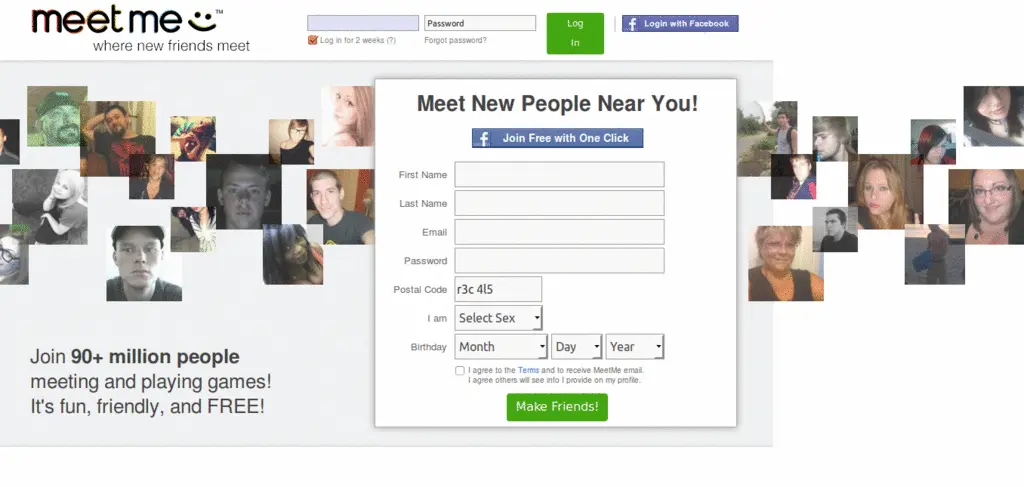 meetme™
where new friends meet
Password
Log in for 2 weeks (?)
Forgot password?
Log
In
f Login with Facebook
Meet New People Near You!
f Join Free with One Click
First Name
Last Name
Email
Password
Postal Code r3c 4l5
I am Select Sex
Birthday Month Day Year
I agree to the Terms and to receive MeetMe email.
I agree others will see info I provide on my profile.
Make Friends!
Join 90+ million people
meeting and playing games!
It's fun, friendly, and FREE!